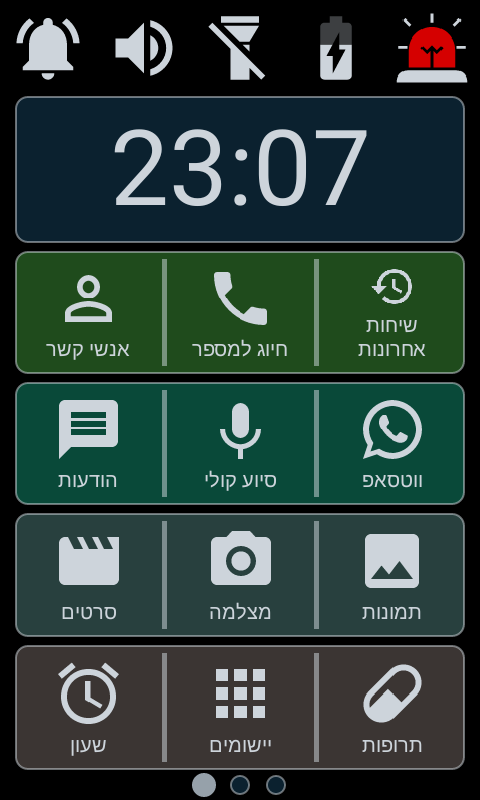 23:07
שיחות
אחרונות
חיוג למספר
אנשי קשר
ווטסאפ
סיוע קולי
הודעות
תמונות
מצלמה
סרטים
תרופות
יישומים
שעון